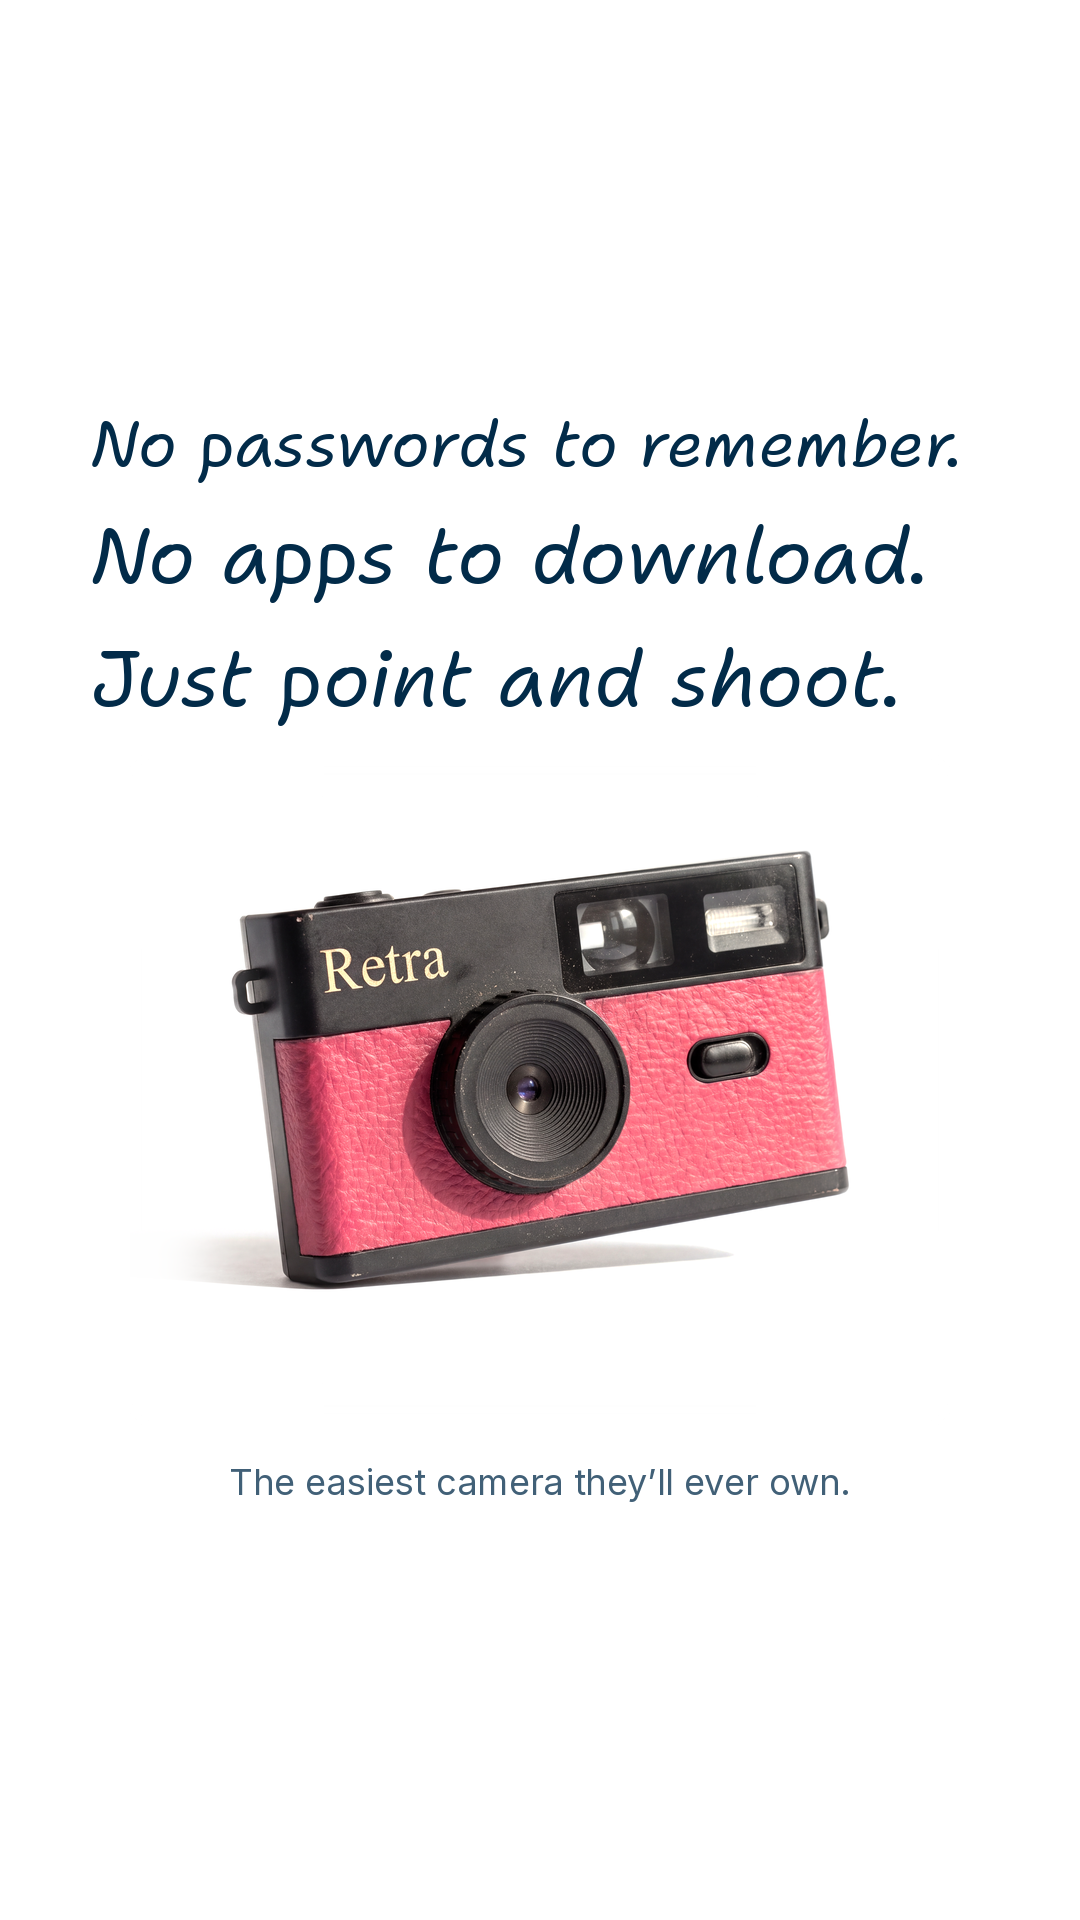 No passwords to remember.
No apps to download.
Just point and shoot.
Retra
The easiest camera they’ll ever own.